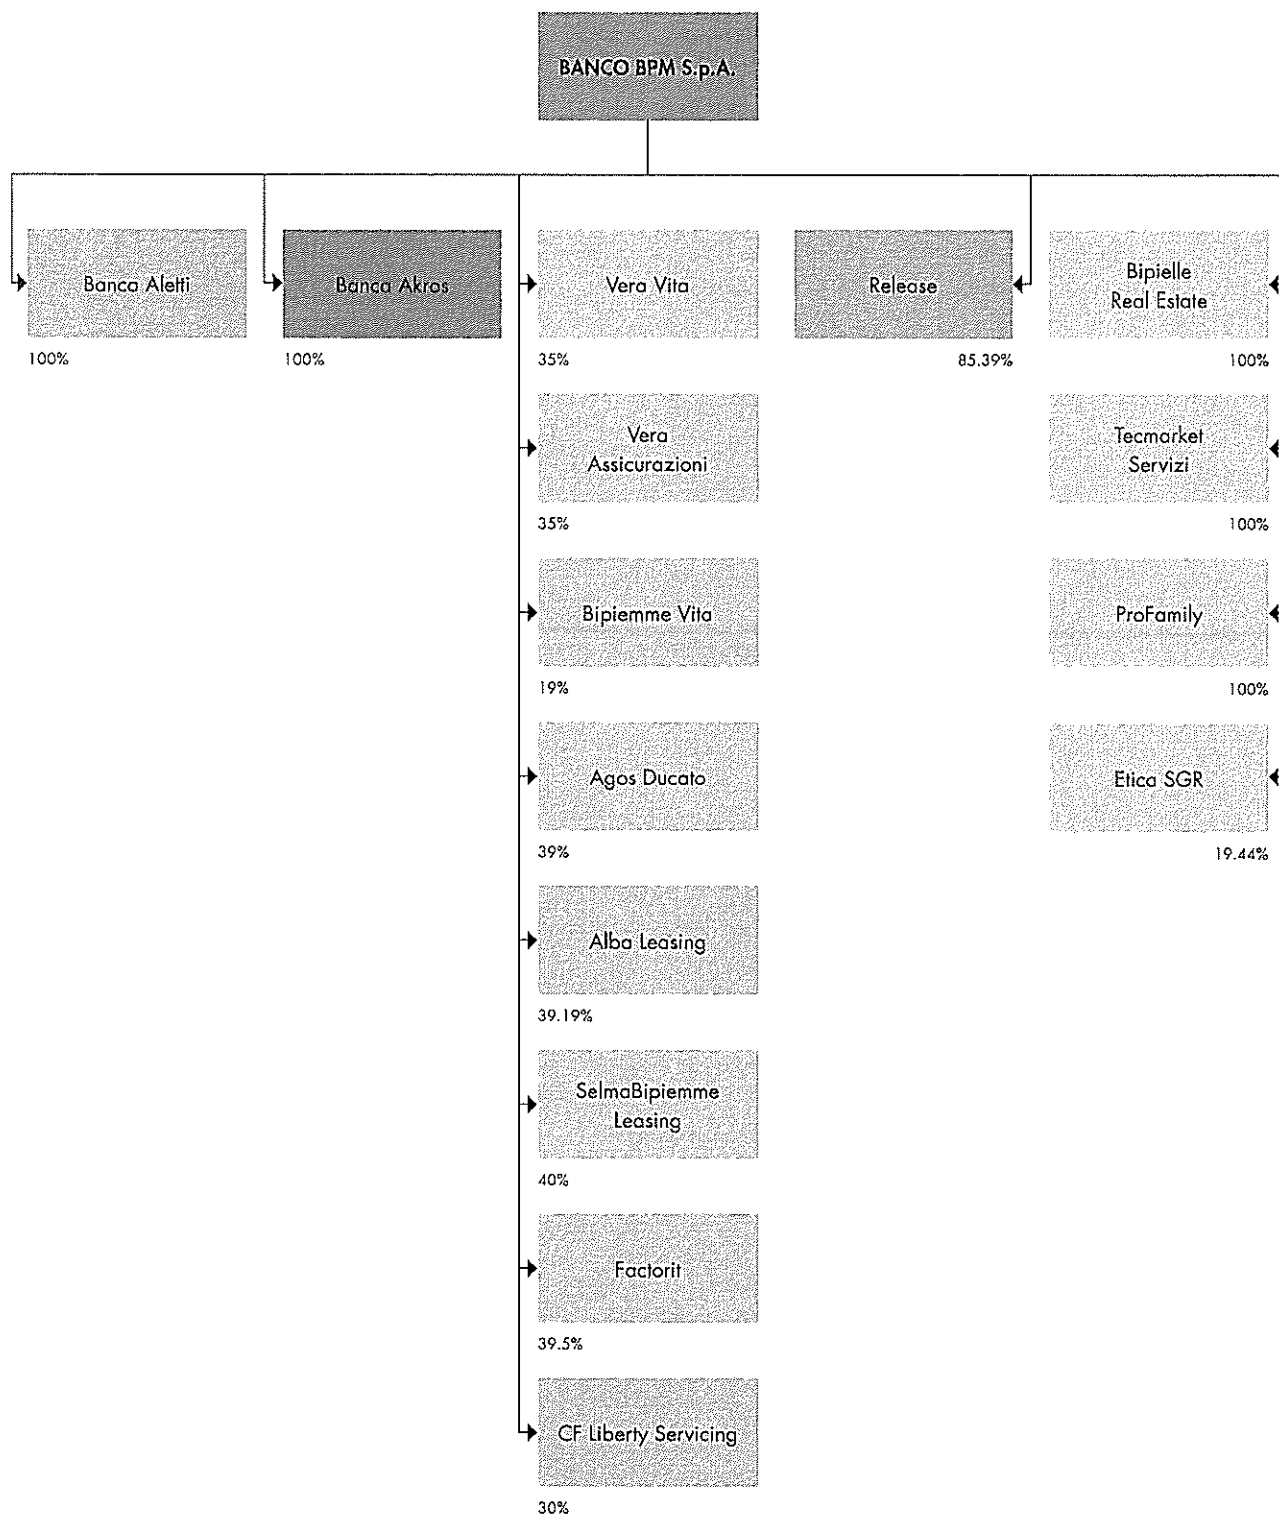 BANCO BPM S.p.A.
Banca Aletti
100%
Banca Akros
100%
Vera Vita
35%
Release
85.39%
Bipielle
Real Estate
100%
Vera
Assicurazioni
35%
Tecmarket
Servizi
100%
Bipiemme Vita
19%
ProFamily
100%
Agos Ducato
39%
Etica SGR
19.44%
Alba Leasing
39.19%
SelmaBipiemme
Leasing
40%
Factorit
39.5%
CF Liberty Servicing
30%